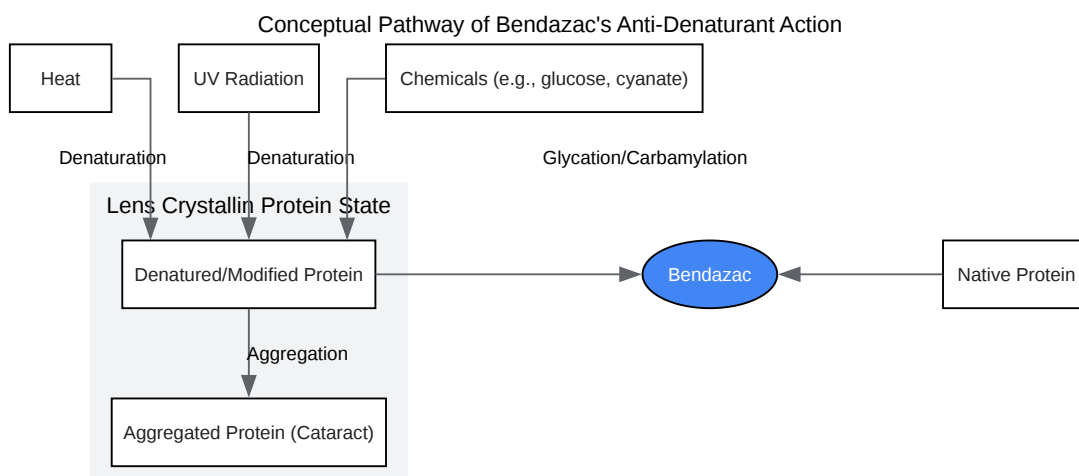 Conceptual Pathway of Bendazac's Anti-Denaturant Action
Heat
UV Radiation
Chemicals (e.g., glucose, cyanate)
Denaturation
Denaturation
Glycation/Carbamylation
Lens Crystallin Protein State
Denatured/Modified Protein
Bendazac
Native Protein
Aggregation
Aggregated Protein (Cataract)